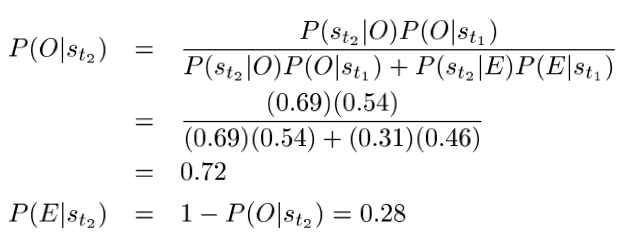 P(O|s_{t_2}) = \frac{P(s_{t_2}|O)P(O|s_{t_1})}{P(s_{t_2}|O)P(O|s_{t_1}) + P(s_{t_2}|E)P(E|s_{t_1})}
= \frac{(0.69)(0.54)}{(0.69)(0.54) + (0.31)(0.46)}
= 0.72
P(E|s_{t_2}) = 1 - P(O|s_{t_2}) = 0.28